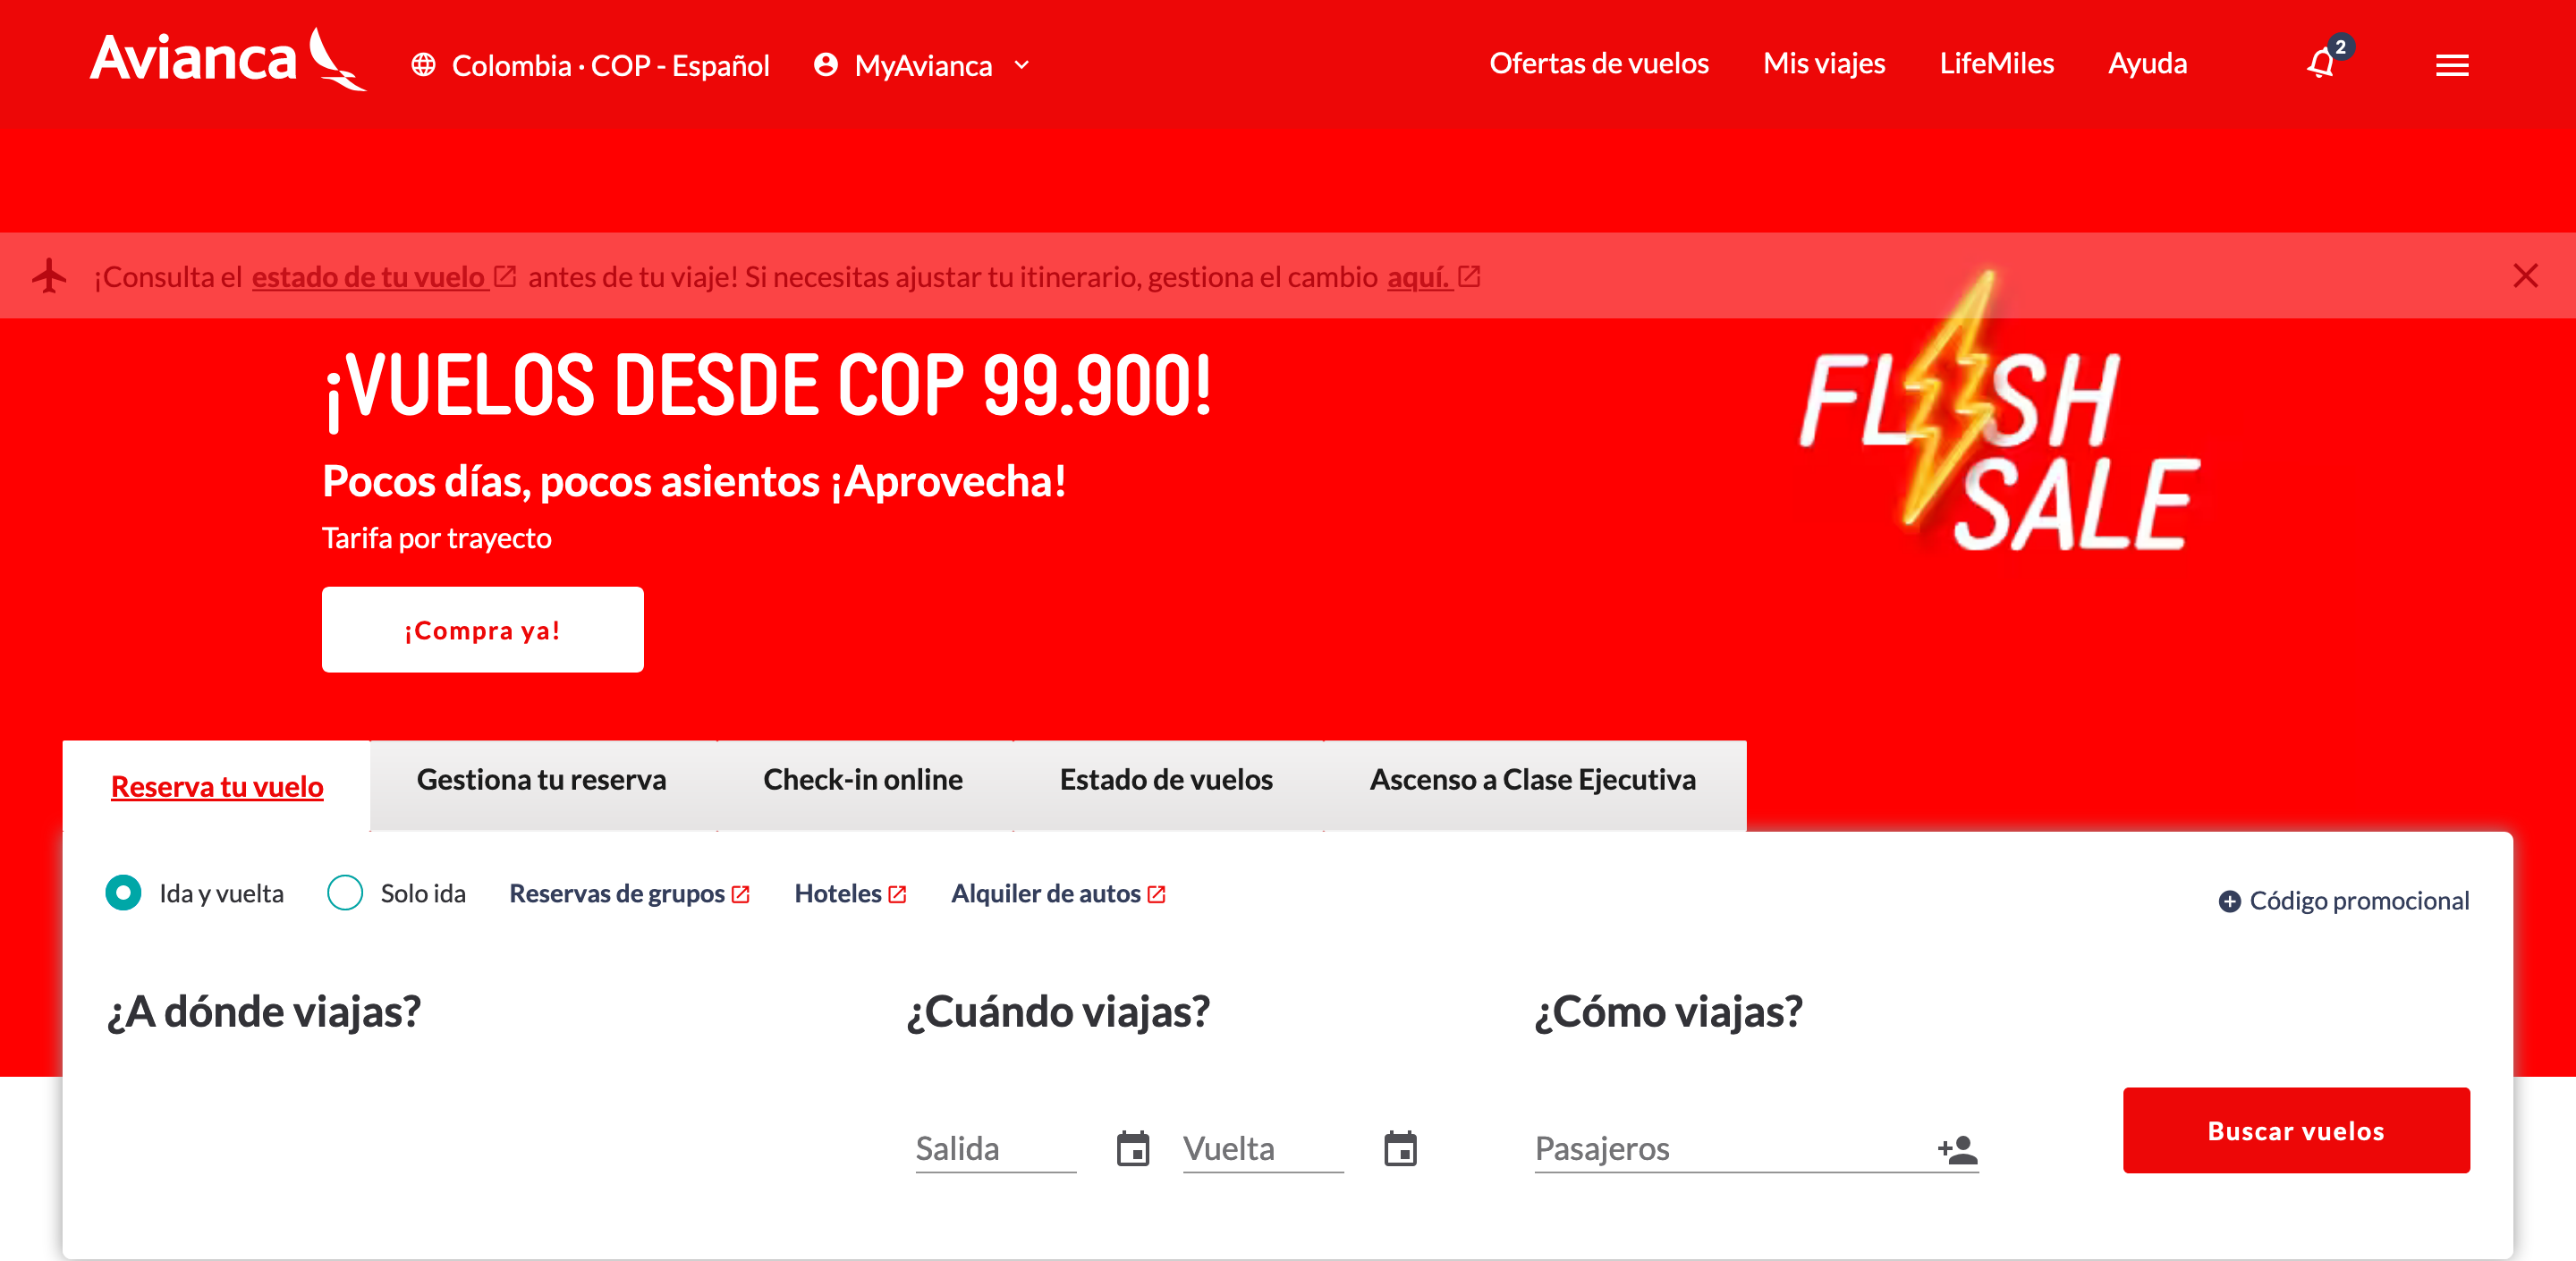 Avianca
Colombia · COP - Español
MyAvianca
Ofertas de vuelos
Mis viajes
LifeMiles
Ayuda
2
¡Consulta el estado de tu vuelo antes de tu viaje! Si necesitas ajustar tu itinerario, gestiona el cambio aquí.
¡VUELOS DESDE COP 99.900!
Pocos días, pocos asientos ¡Aprovecha!
Tarifa por trayecto
¡Compra ya!
FLASH
SALE
Reserva tu vuelo
Gestiona tu reserva
Check-in online
Estado de vuelos
Ascenso a Clase Ejecutiva
Ida y vuelta
Solo ida
Reservas de grupos
Hoteles
Alquiler de autos
Código promocional
¿A dónde viajas?
¿Cuándo viajas?
¿Cómo viajas?
Salida
Vuelta
Pasajeros
Buscar vuelos